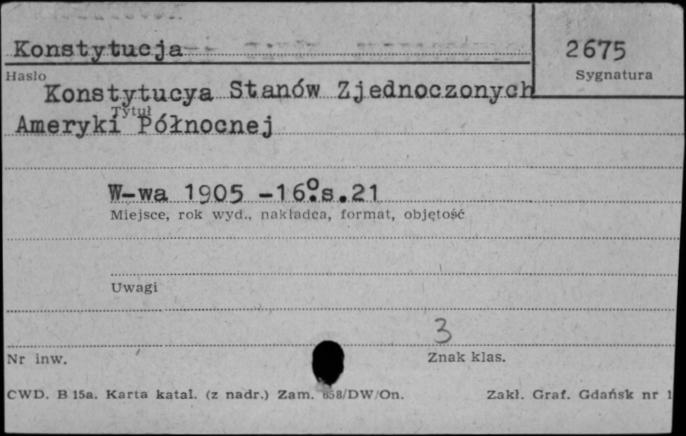 Konstytucja
2675
Hasło
Sygnatura
Konstytucya Stanów Zjednoczonych
Tytuł
Ameryki Północnej
W-wa 1905 -16°.s.21
Miejsce, rok wyd., nakładca, format, objętość
Uwagi
3
Nr inw.
Znak klas.
CWD. B 15a. Karta katal. (z nadr.) Zam. 658/DW/On.
Zakł. Graf. Gdańsk nr 1